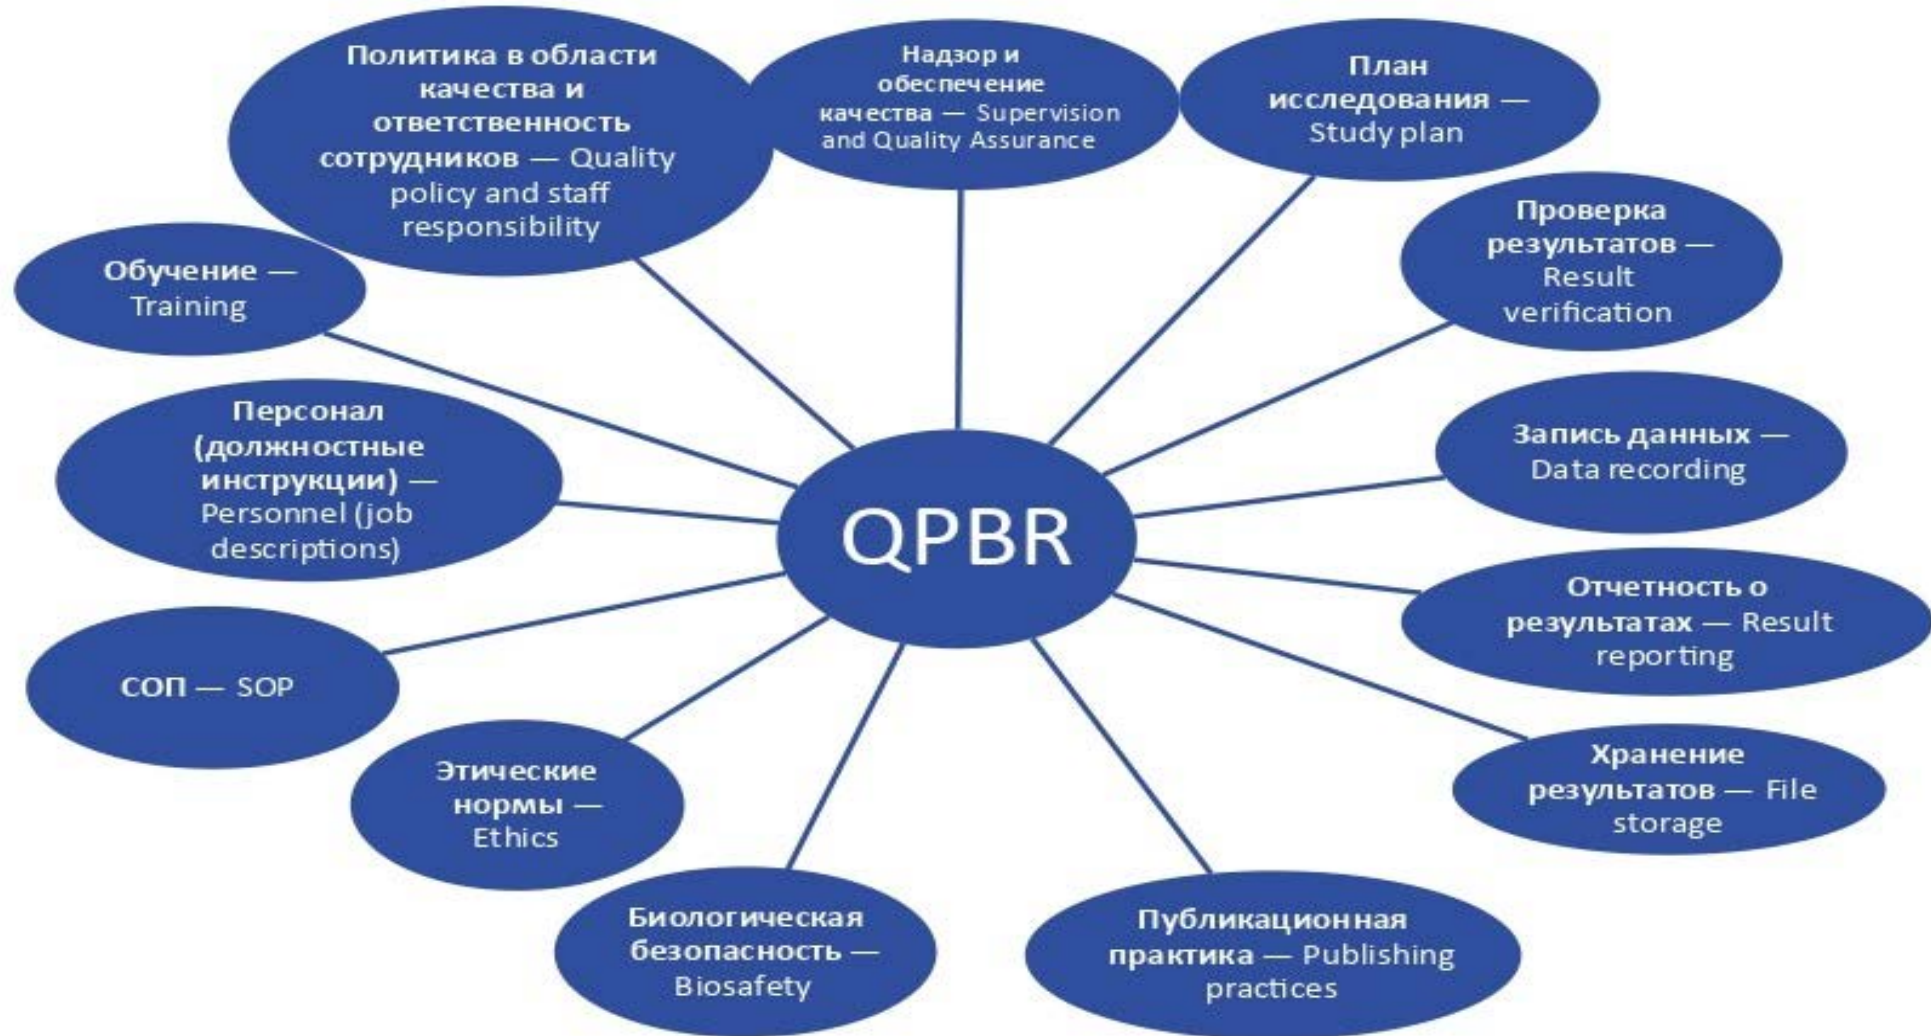 Политика в области
качества и
ответственность
сотрудников — Quality
policy and staff
responsibility
Надзор и
обеспечение
качества — Supervision
and Quality Assurance
План
исследования —
Study plan
Проверка
результатов —
Result
verification
Обучение —
Training
Персонал
(должностные
инструкции) —
Personnel (job
descriptions)
Запись данных —
Data recording
QPBR
Отчетность о
результатах — Result
reporting
СОП — SOP
Этические
нормы —
Ethics
Хранение
результатов — File
storage
Биологическая
безопасность —
Biosafety
Публикационная
практика — Publishing
practices